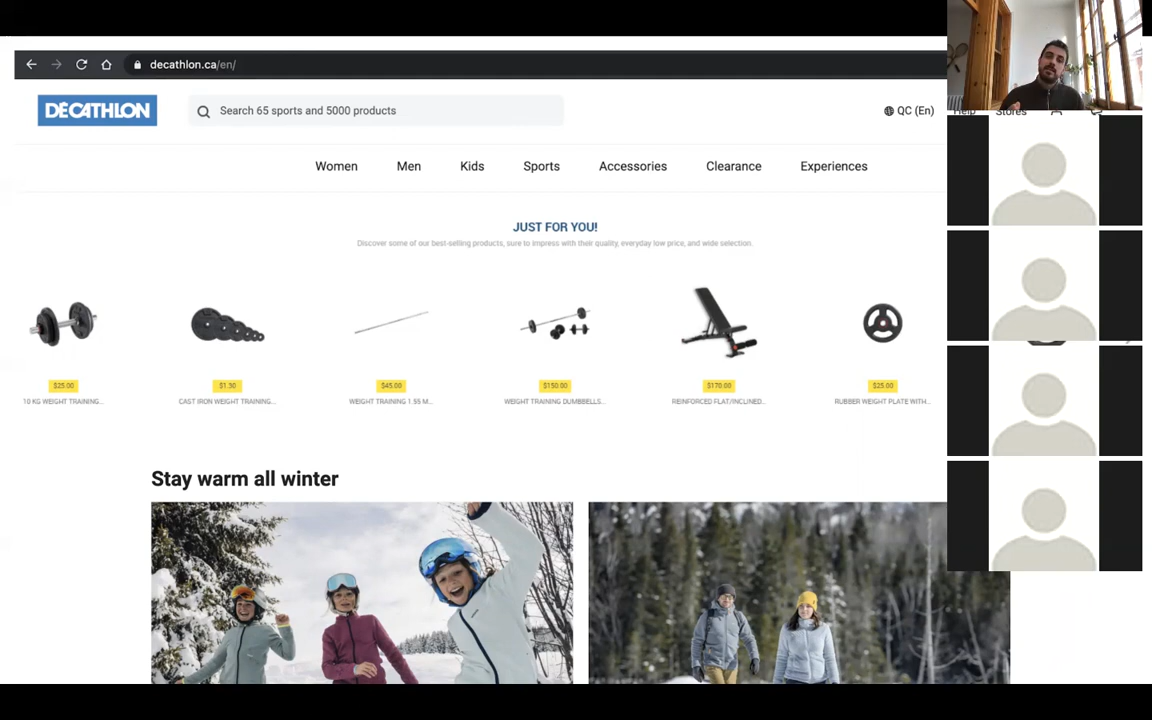 decathlon.ca/en/
DECATHLON
Search 65 sports and 5000 products
QC (En)
Help
Stores
Women
Men
Kids
Sports
Accessories
Clearance
Experiences
JUST FOR YOU!
Discover some of our best-selling products, sure to impress with their quality, everyday low price, and wide selection.
$25.00
$1.30
$45.00
$150.00
$170.00
$25.00
10 KG WEIGHT TRAINING...
CAST IRON WEIGHT TRAINING...
WEIGHT TRAINING 1.55 M...
WEIGHT TRAINING DUMBBELLS...
REINFORCED FLAT/INCLINED...
RUBBER WEIGHT PLATE WITH...
Stay warm all winter